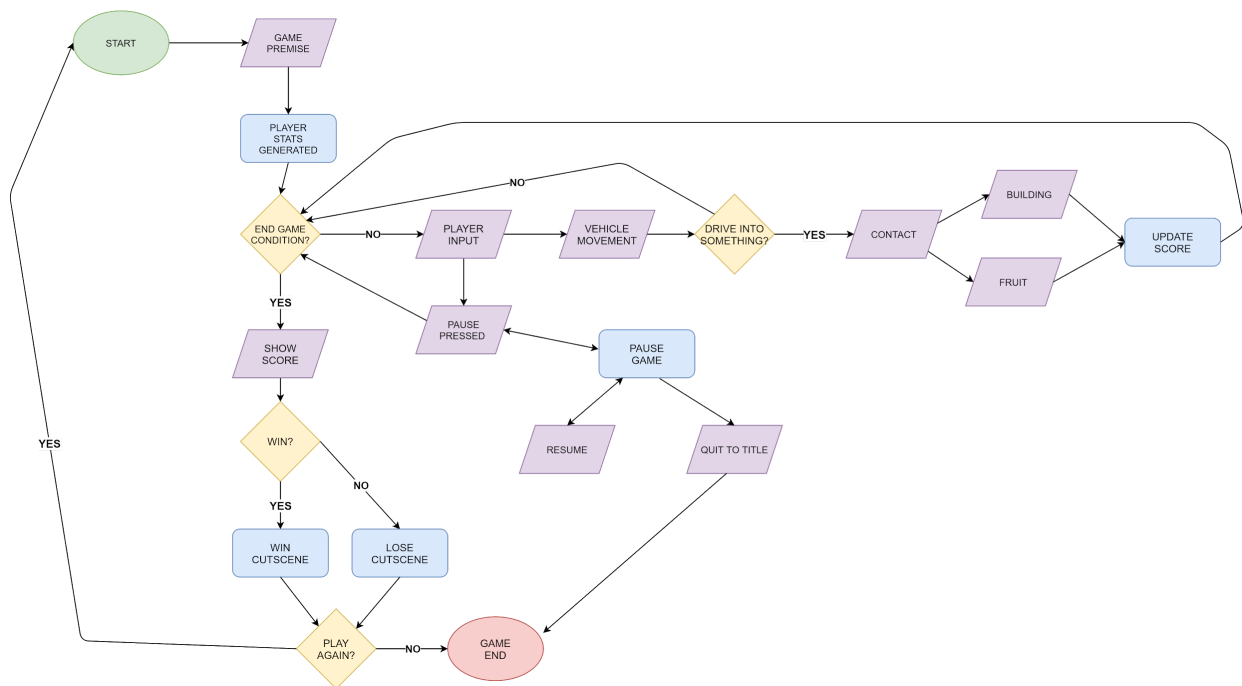 START
GAME
PREMISE
PLAYER
STATS
GENERATED
NO
END GAME
CONDITION?
NO
PLAYER
INPUT
VEHICLE
MOVEMENT
DRIVE INTO
SOMETHING?
YES
CONTACT
BUILDING
FRUIT
UPDATE
SCORE
YES
PAUSE
PRESSED
PAUSE
GAME
SHOW
SCORE
RESUME
QUIT TO TITLE
WIN?
YES
NO
YES
WIN
CUTSCENE
LOSE
CUTSCENE
PLAY
AGAIN?
NO
GAME
END